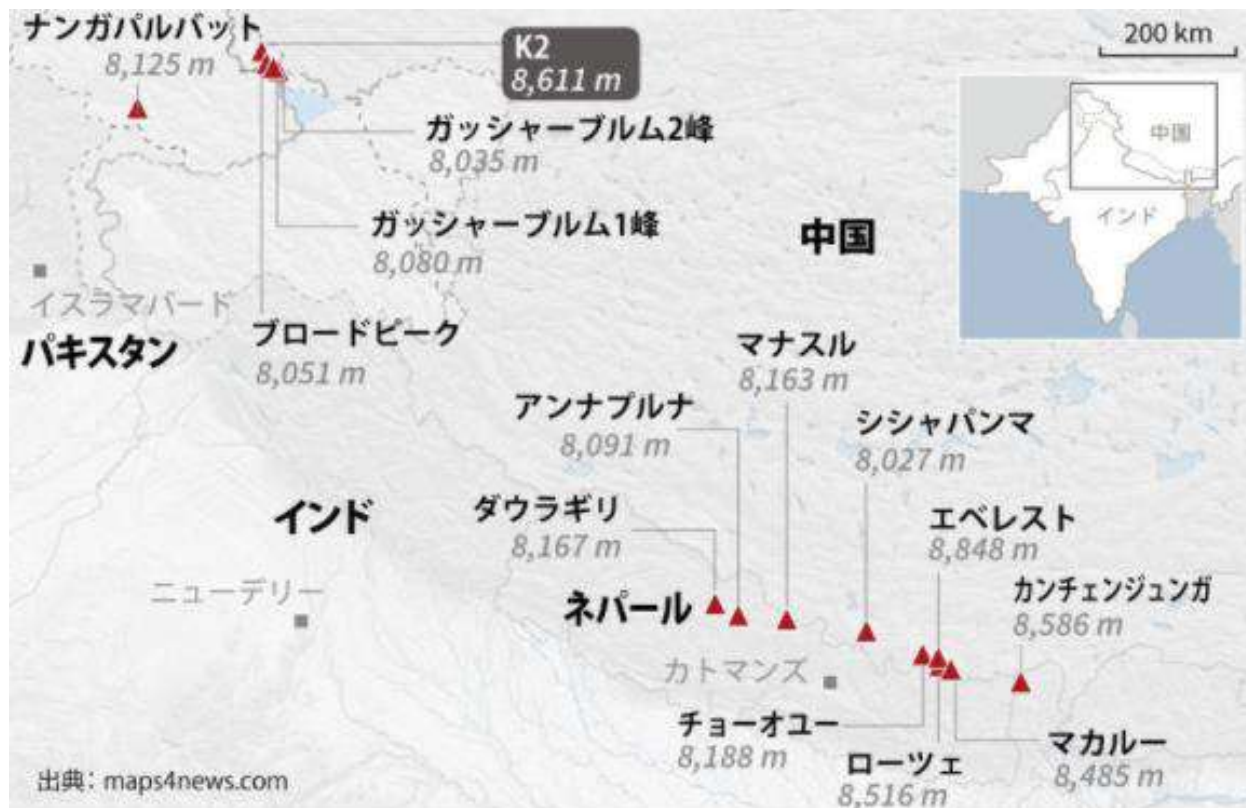 ナンガパルバット
8,125 m
K2
8,611 m
200 km
ガッシャーブルム2峰
8,035 m
中国
インド
ガッシャーブルム1峰
8,080 m
中国
イスラマバード
パキスタン
ブロードピーク
8,051 m
マナスル
8,163 m
アンナプルナ
8,091 m
シシャパンマ
8,027 m
インド
ダウラギリ
8,167 m
エベレスト
8,848 m
ニューデリー
ネパール
カンチェンジュンガ
8,586 m
カトマンズ
チョーオユー
8,188 m
ローツェ
8,516 m
マカルー
8,485 m
出典: maps4news.com